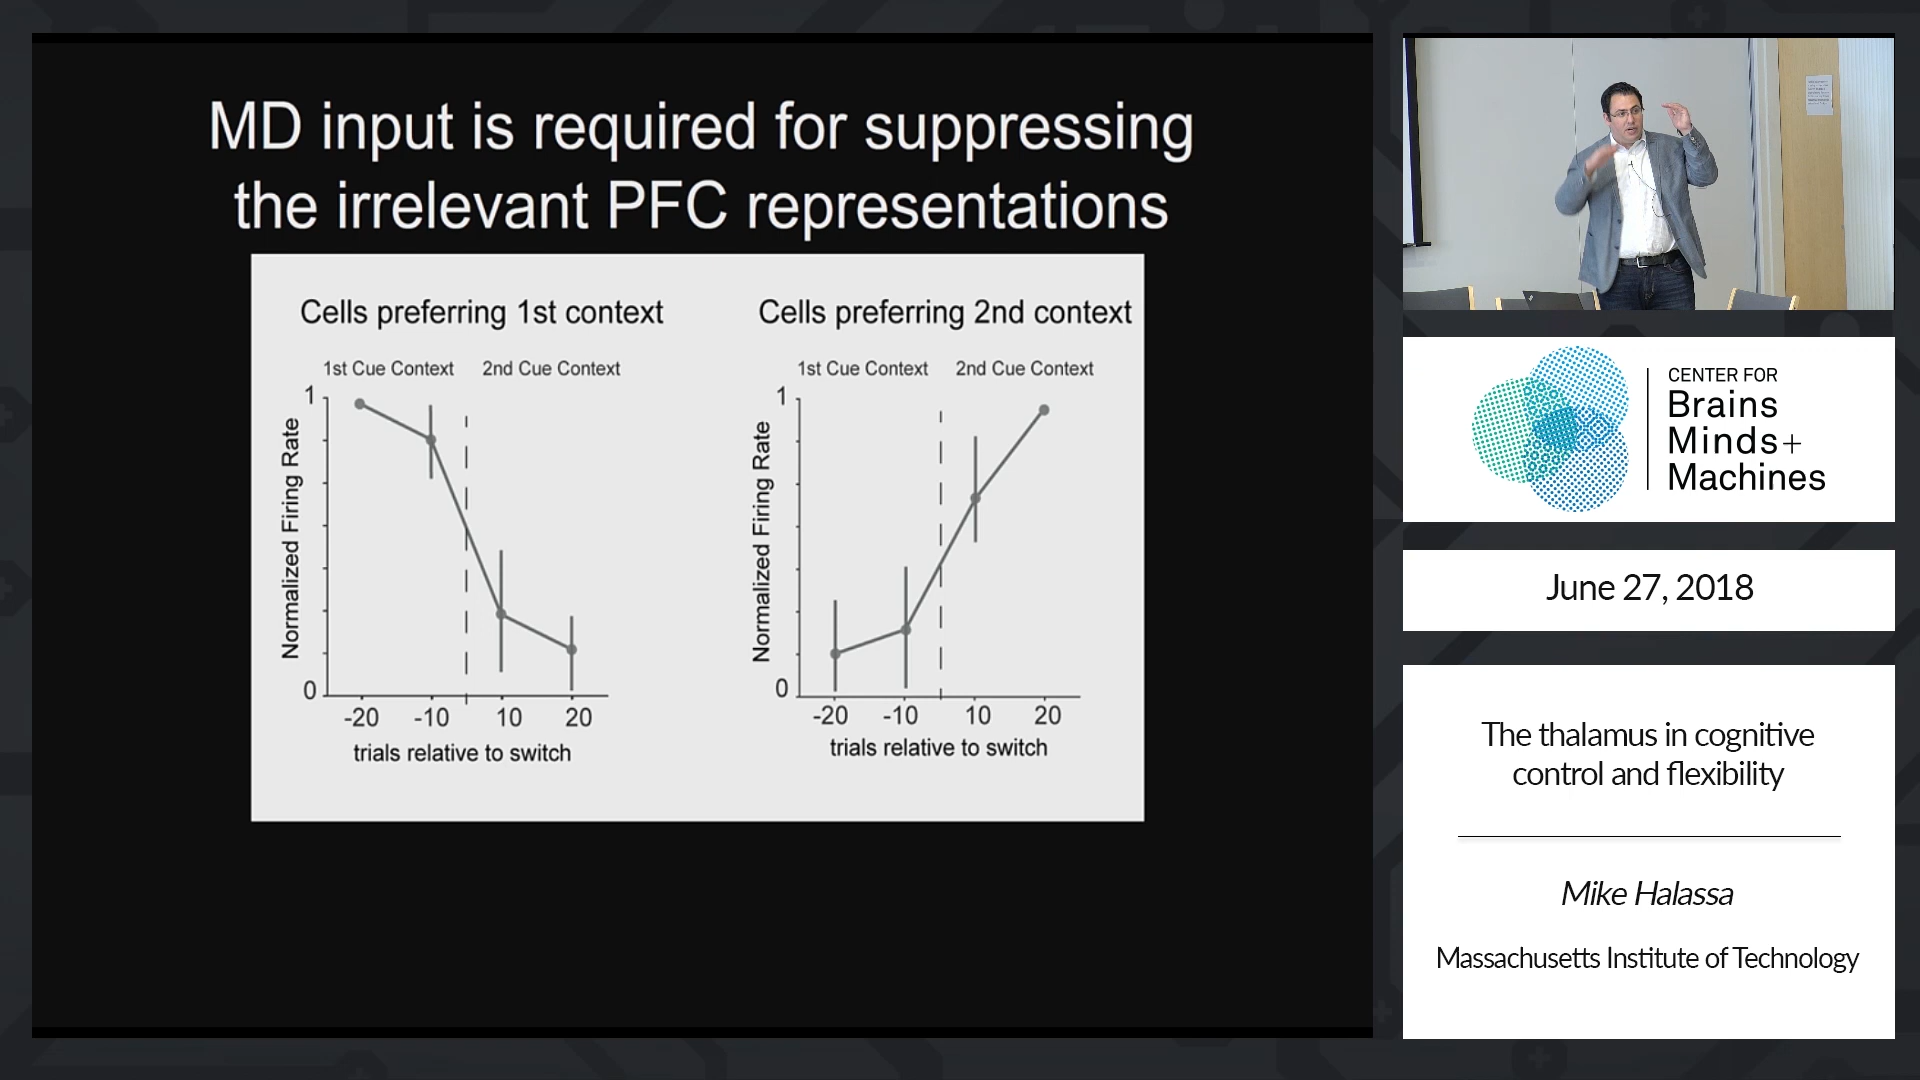 MD input is required for suppressing
the irrelevant PFC representations
Cells preferring 1st context
1st Cue Context
2nd Cue Context
1
Normalized Firing Rate
0
-20
-10
10
20
trials relative to switch
Cells preferring 2nd context
1st Cue Context
2nd Cue Context
1
Normalized Firing Rate
0
-20
-10
10
20
trials relative to switch
CENTER FOR
Brains
Minds+
Machines
June 27, 2018
The thalamus in cognitive
control and flexibility
Mike Halassa
Massachusetts Institute of Technology